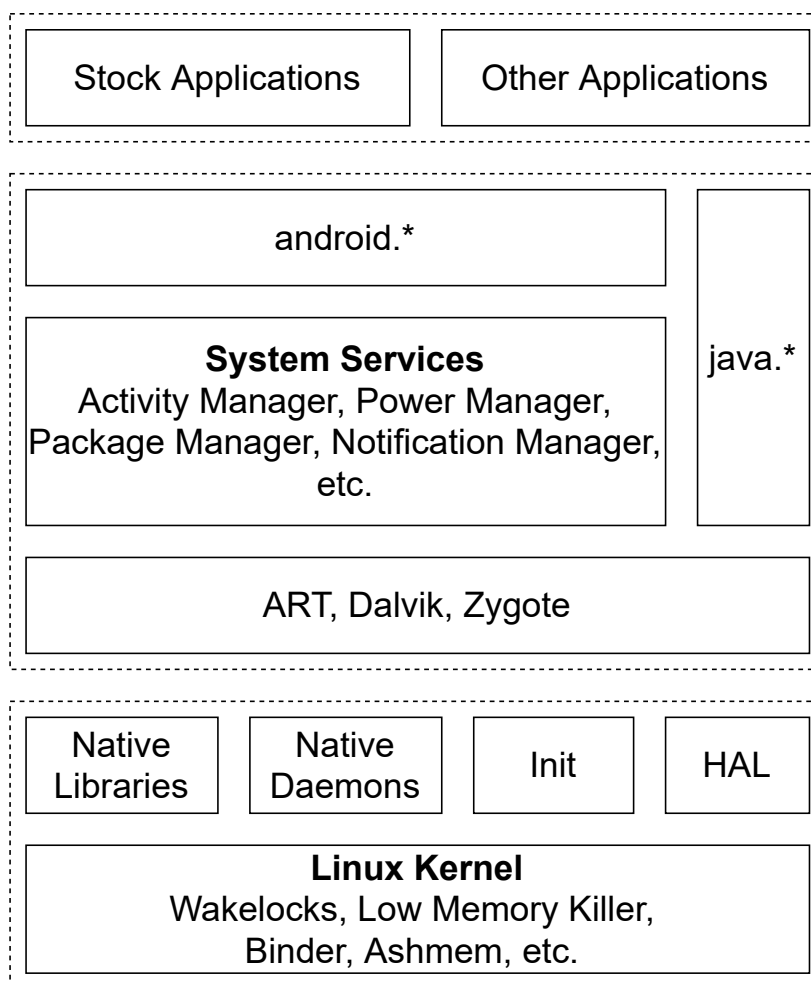 Stock Applications
Other Applications
android.*
java.*
System Services
Activity Manager, Power Manager,
Package Manager, Notification Manager,
etc.
ART, Dalvik, Zygote
Native
Libraries
Native
Daemons
Init
HAL
Linux Kernel
Wakelocks, Low Memory Killer,
Binder, Ashmem, etc.